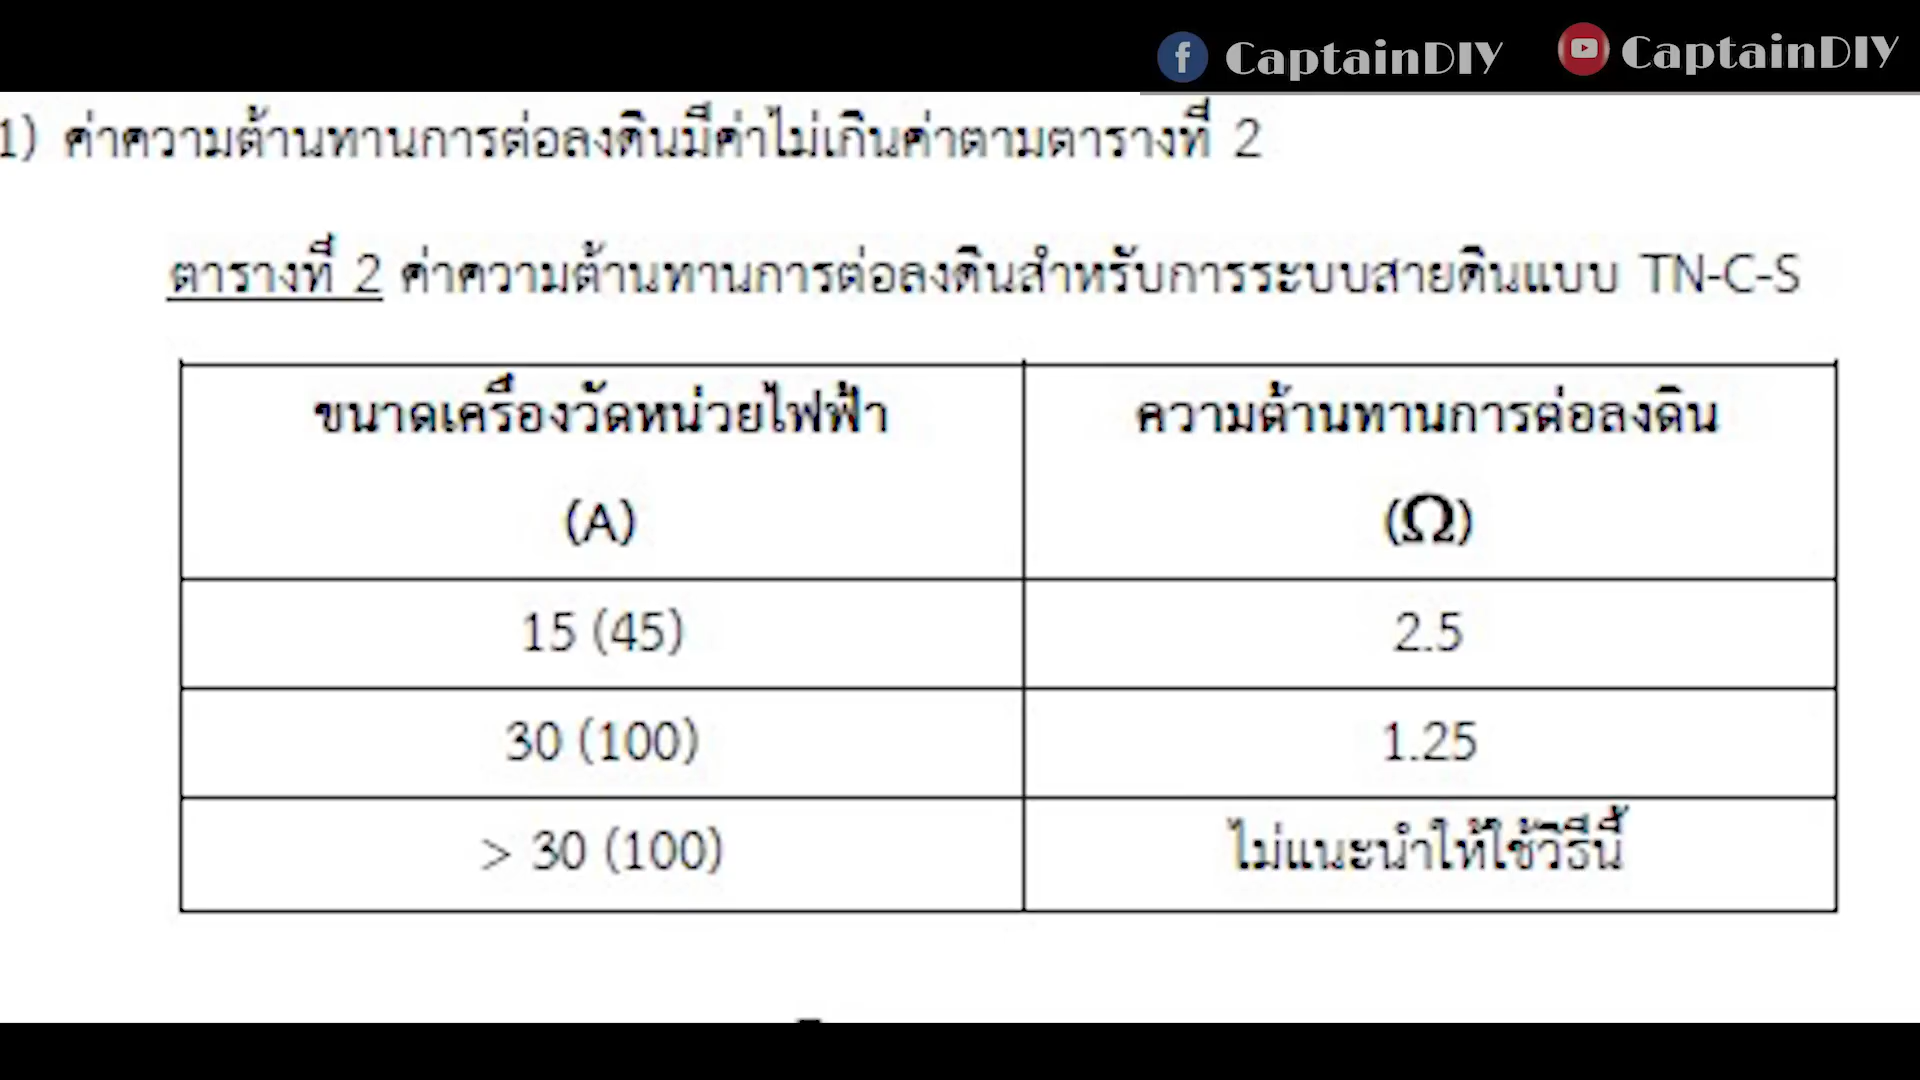 CaptainDIY CaptainDIY
1) ค่าความต้านทานการต่อลงดินมีค่าไม่เกินค่าตามตารางที่ 2
ตารางที่ 2 ค่าความต้านทานการต่อลงดินสำหรับการระบบสายดินแบบ TN-C-S
ขนาดเครื่องวัดหน่วยไฟฟ้า
(A)
ความต้านทานการต่อลงดิน
(Ω)
15 (45) 2.5
30 (100) 1.25
> 30 (100) ไม่แนะนำให้ใช้วิธีนี้